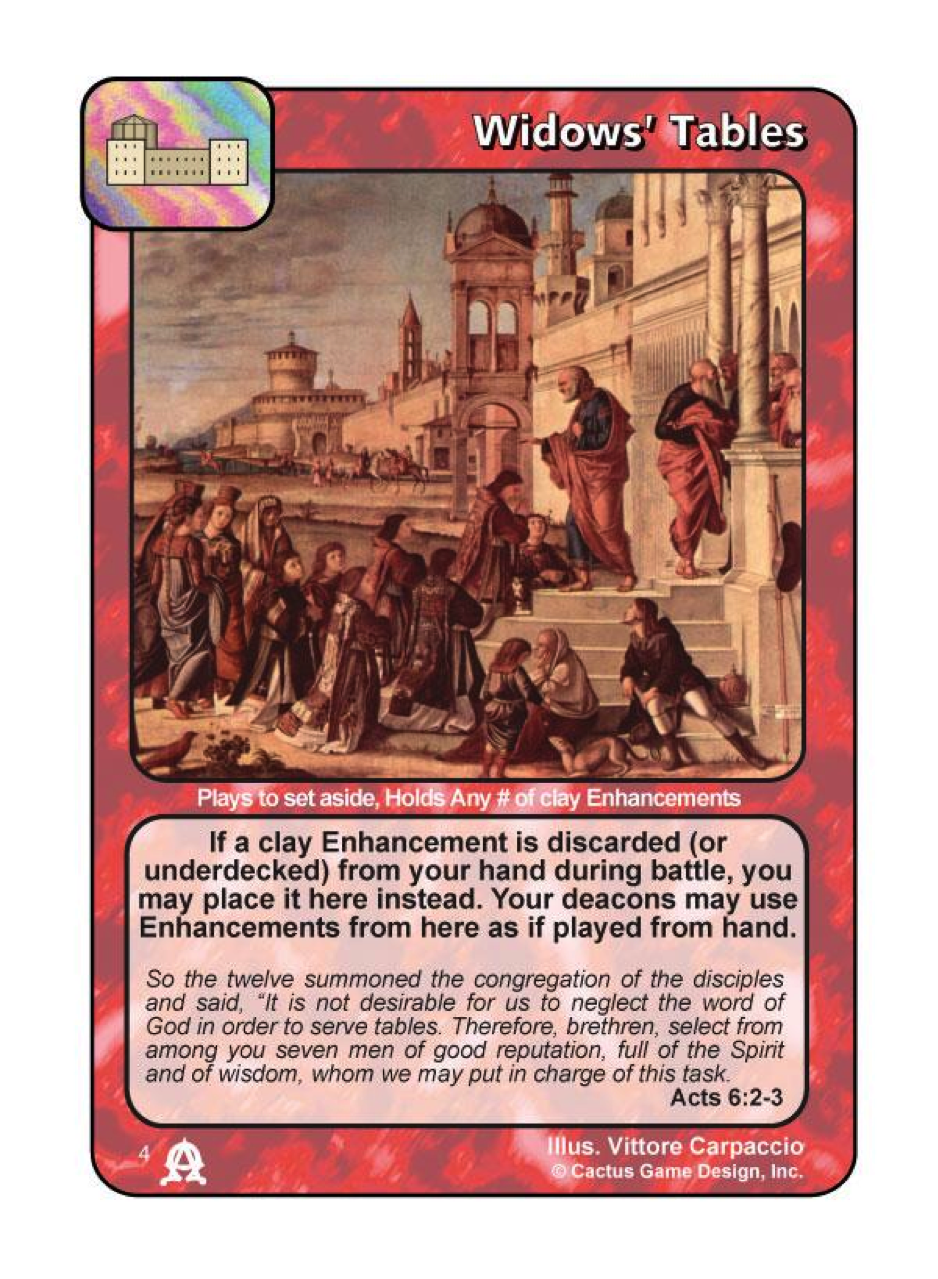 Widows' Tables
Plays to set aside, Holds Any # of clay Enhancements
If a clay Enhancement is discarded (or
underdecked) from your hand during battle, you
may place it here instead. Your deacons may use
Enhancements from here as if played from hand.
So the twelve summoned the congregation of the disciples
and said, “It is not desirable for us to neglect the word of
God in order to serve tables. Therefore, brethren, select from
among you seven men of good reputation, full of the Spirit
and of wisdom, whom we may put in charge of this task.
Acts 6:2-3
4
Illus. Vittore Carpaccio
© Cactus Game Design, Inc.